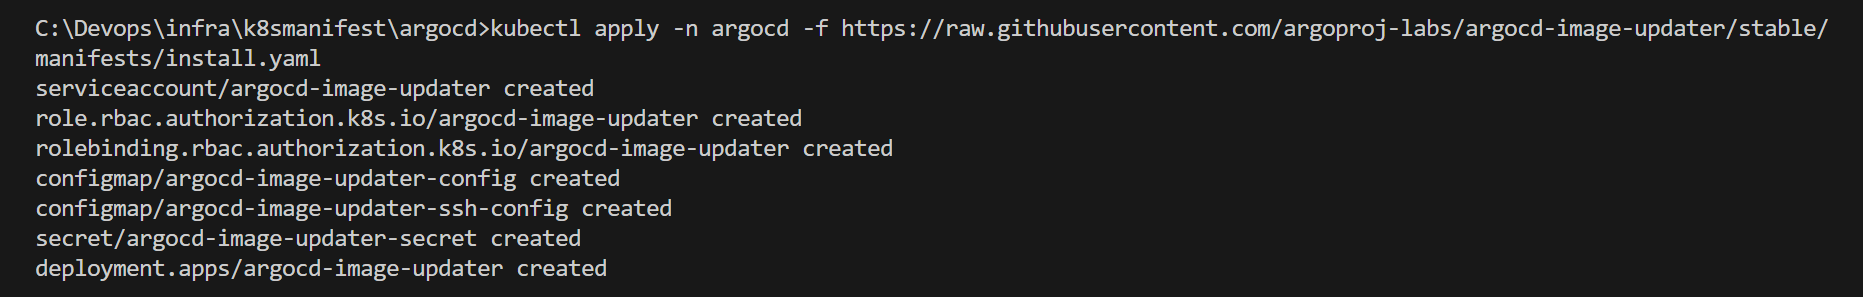 C:\Devops\infra\k8smanifest\argocd>kubectl apply -n argocd -f https://raw.githubusercontent.com/argoproj-labs/argocd-image-updater/stable/
manifests/install.yaml
serviceaccount/argocd-image-updater created
role.rbac.authorization.k8s.io/argocd-image-updater created
rolebinding.rbac.authorization.k8s.io/argocd-image-updater created
configmap/argocd-image-updater-config created
configmap/argocd-image-updater-ssh-config created
secret/argocd-image-updater-secret created
deployment.apps/argocd-image-updater created